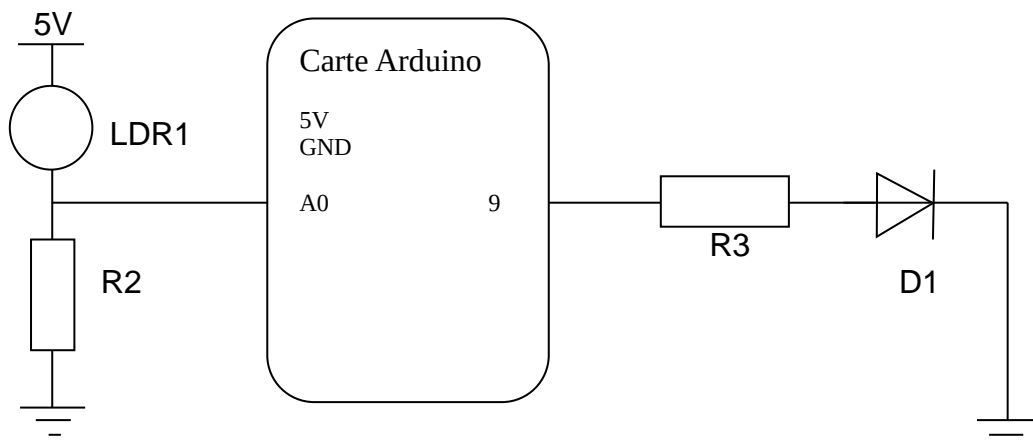 5V
Carte Arduino
LDR1
5V
GND
A0
9
R2
R3
D1